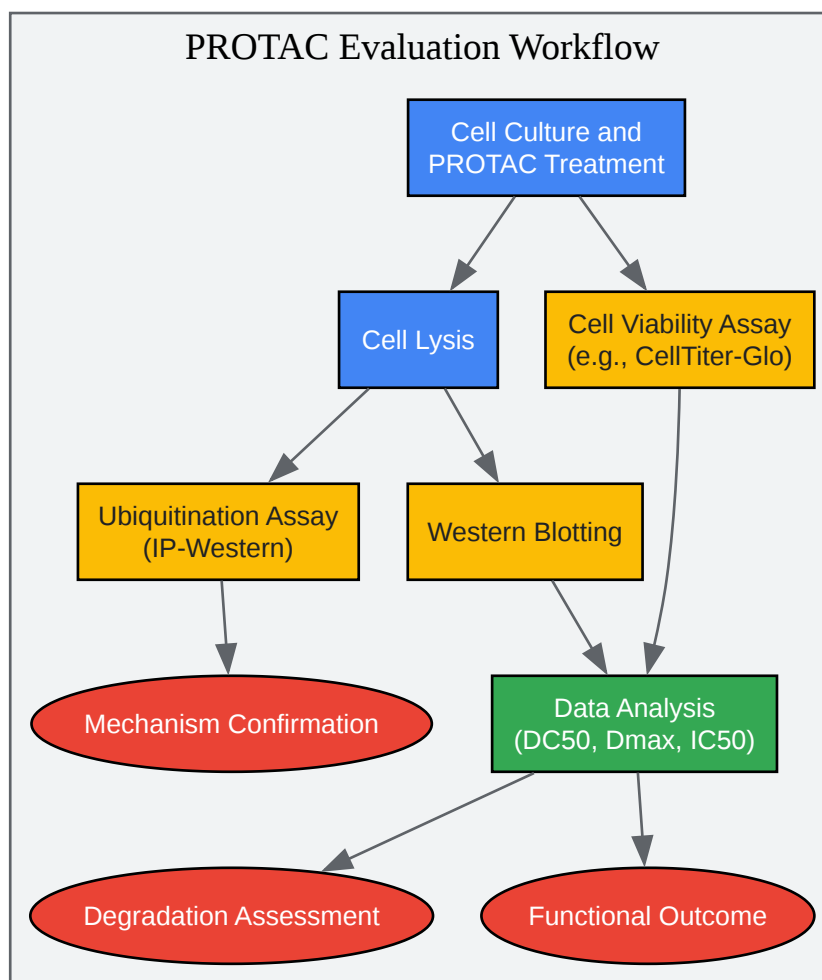 PROTAC Evaluation Workflow
Cell Culture and
PROTAC Treatment
Cell Lysis
Cell Viability Assay
(e.g., CellTiter-Glo)
Ubiquitination Assay
(IP-Western)
Western Blotting
Mechanism Confirmation
Data Analysis
(DC50, Dmax, IC50)
Degradation Assessment
Functional Outcome